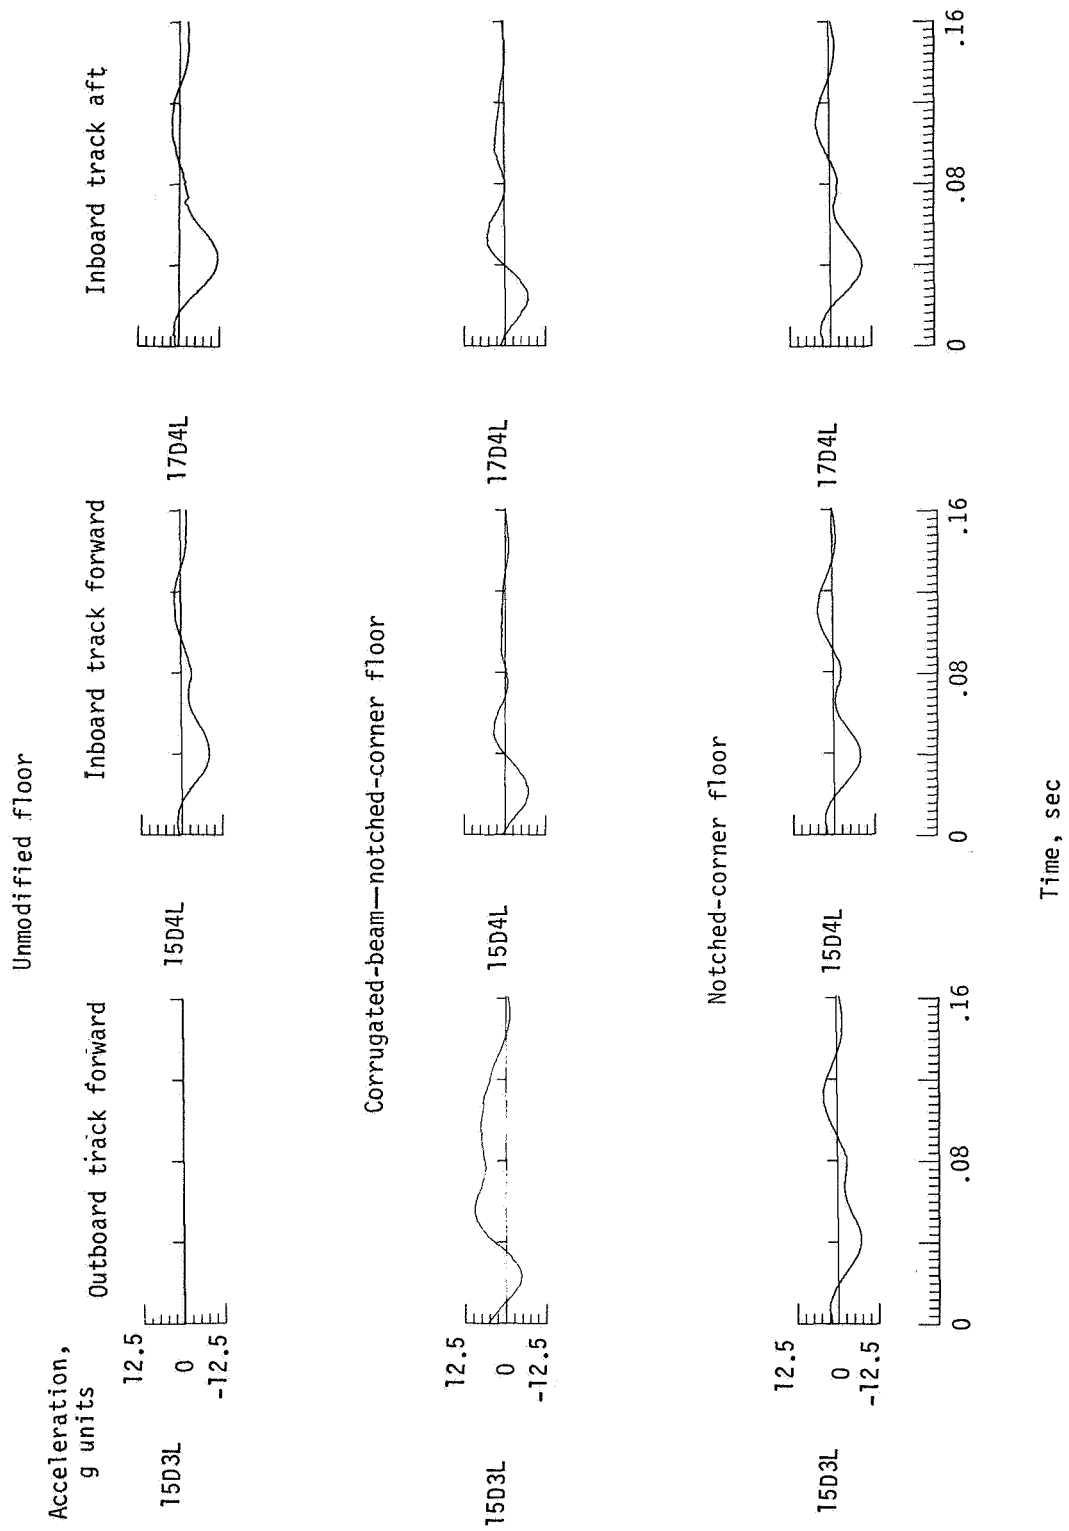 Unmodified floor
Acceleration,
g units
Outboard track forward
Inboard track forward
Inboard track aft
15D3L
12.5
0
-12.5
15D4L
17D4L
Corrugated-beam—notched-corner floor
15D3L
12.5
0
-12.5
15D4L
17D4L
Notched-corner floor
15D3L
12.5
0
-12.5
15D4L
17D4L
0 .08 .16
0 .08 .16
0 .08 .16
Time, sec